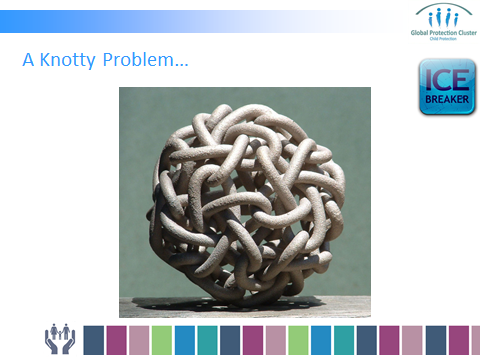 Global Protection Cluster
Child Protection
A Knotty Problem...
ICE
BREAKER